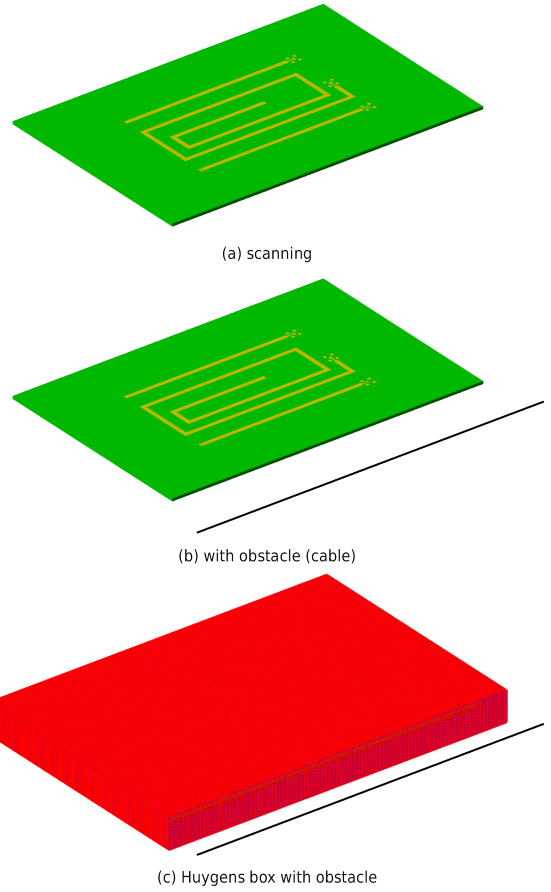 (a) scanning
(b) with obstacle (cable)
(c) Huygens box with obstacle